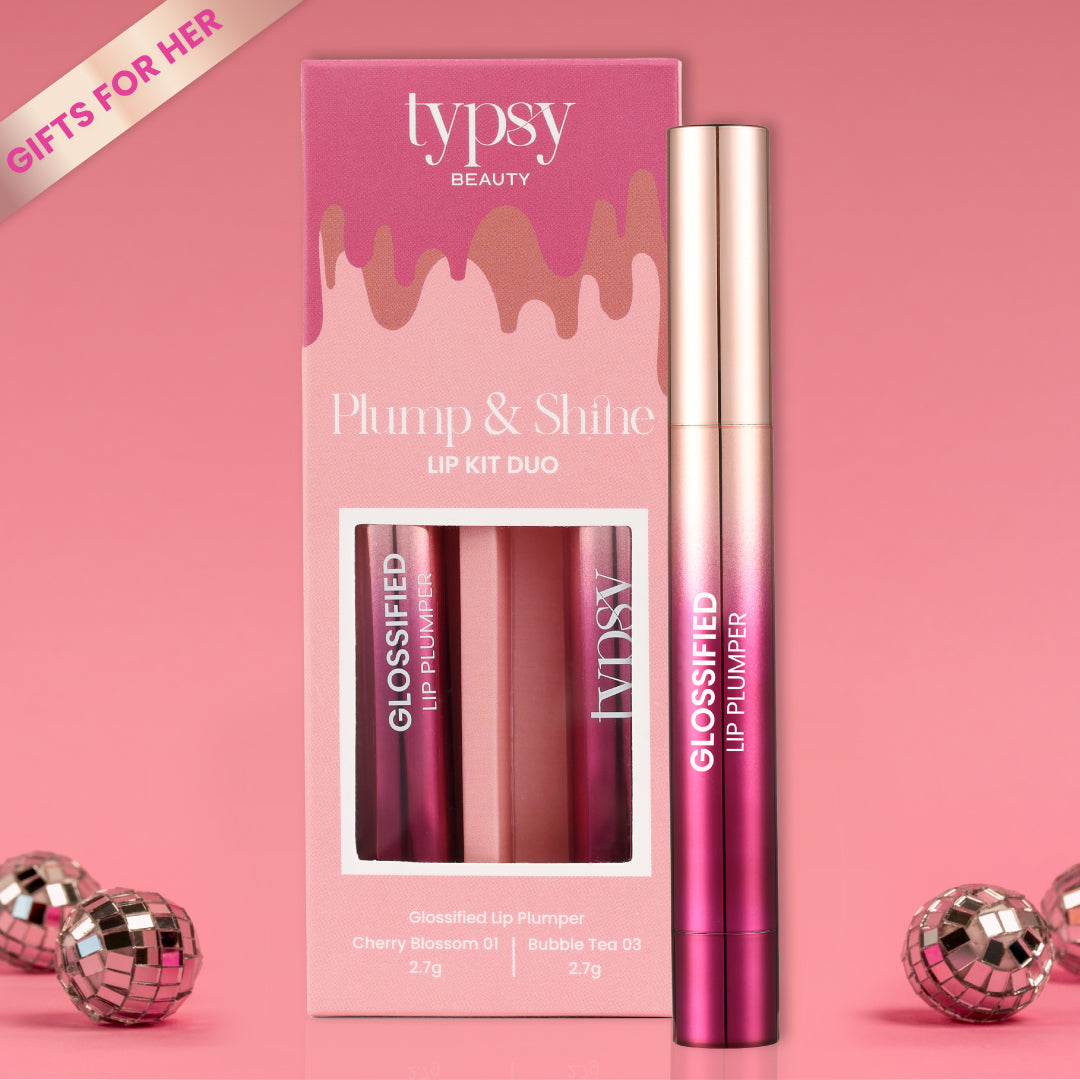 GIFTS FOR HER
typsy
BEAUTY
Plump & Shine
LIP KIT DUO
GLOSSIFIED
LIP PLUMPER
typsy
GLOSSIFIED
LIP PLUMPER
Glossified Lip Plumper
Cherry Blossom 01 | Bubble Tea 03
2.7g 2.7g